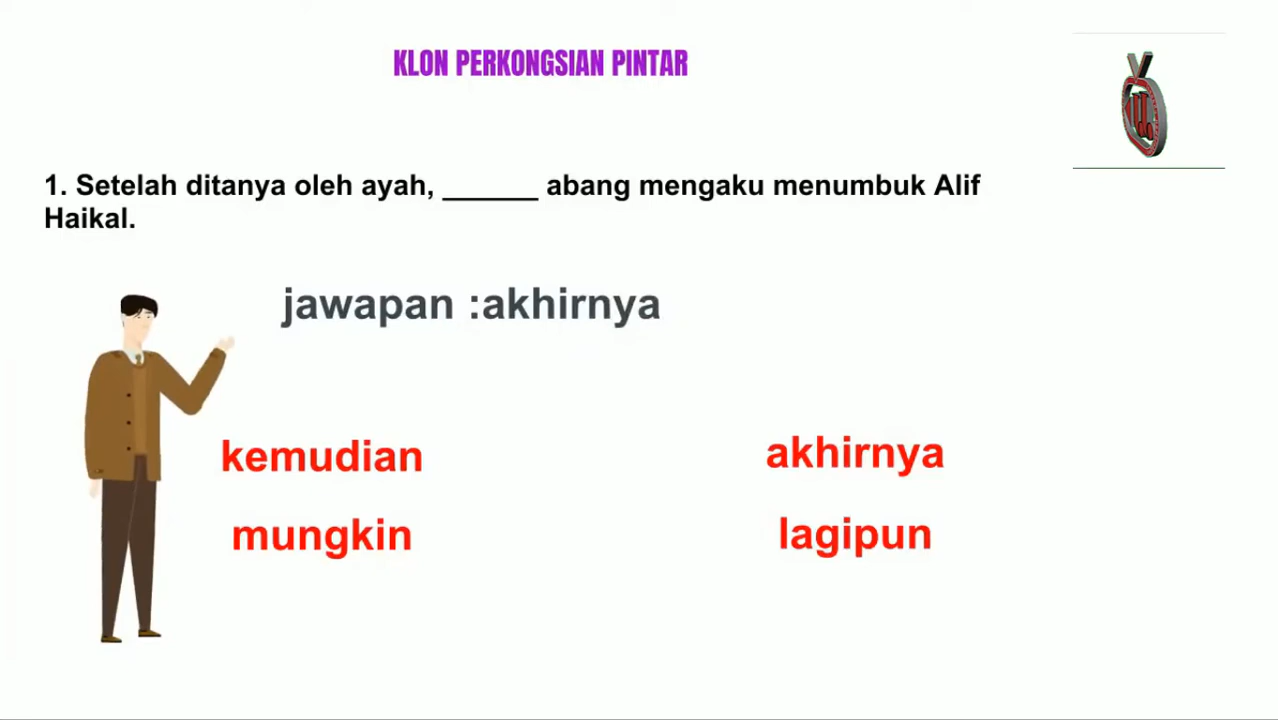 KLON PERKONGSIAN PINTAR
1. Setelah ditanya oleh ayah, ______ abang mengaku menumbuk Alif
Haikal.
jawapan :akhirnya
kemudian
akhirnya
mungkin
lagipun